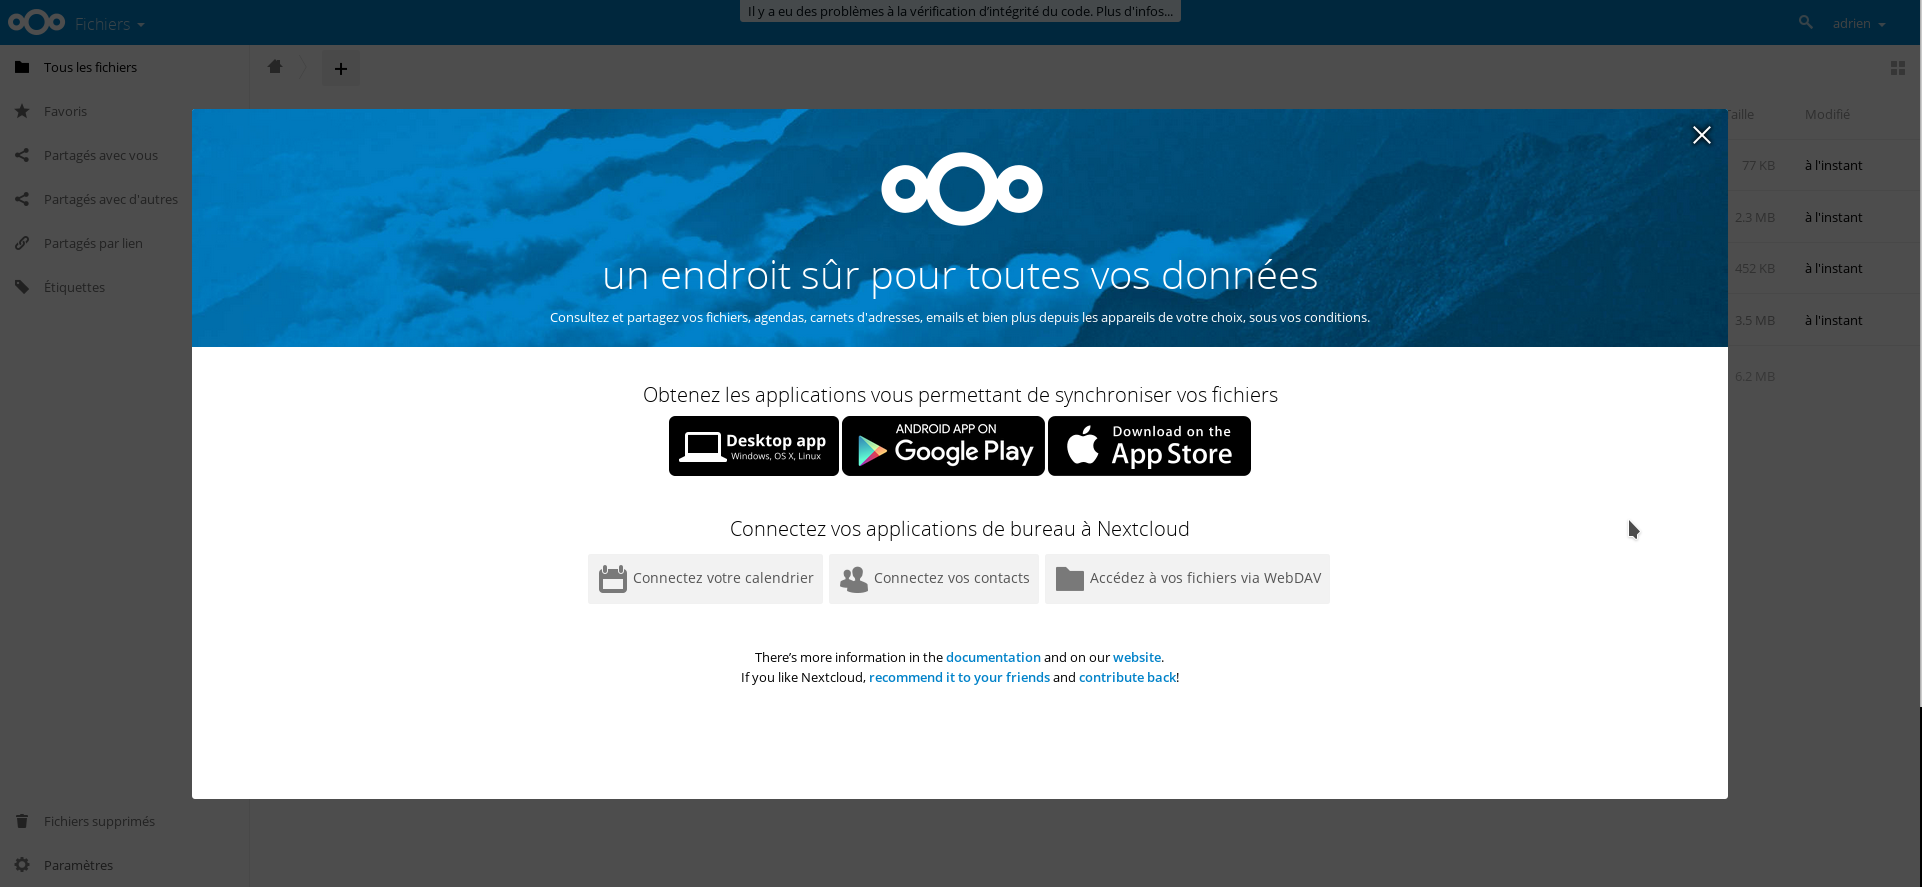 Il y a eu des problèmes à la vérification d'intégrité du code. Plus d'infos...
Fichiers
adrien
Tous les fichiers
Favoris
Partagés avec vous
Partagés avec d'autres
Partagés par lien
Étiquettes
Taille Modifié
77 KB à l'instant
2.3 MB à l'instant
452 KB à l'instant
3.5 MB à l'instant
6.2 MB
un endroit sûr pour toutes vos données
Consultez et partagez vos fichiers, agendas, carnets d'adresses, emails et bien plus depuis les appareils de votre choix, sous vos conditions.
Obtenez les applications vous permettant de synchroniser vos fichiers
Desktop app
Windows, OS X, Linux
ANDROID APP ON
Google Play
Download on the
App Store
Connectez vos applications de bureau à Nextcloud
Connectez votre calendrier
Connectez vos contacts
Accédez à vos fichiers via WebDAV
There’s more information in the documentation and on our website.
If you like Nextcloud, recommend it to your friends and contribute back!
Fichiers supprimés
Paramètres